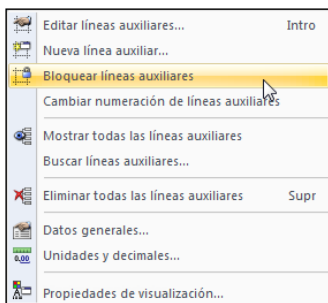 Editar líneas auxiliares... Intro
Nueva línea auxiliar...
Bloquear líneas auxiliares
Cambiar numeración de líneas auxiliares
Mostrar todas las líneas auxiliares
Buscar líneas auxiliares...
Eliminar todas las líneas auxiliares Supr
Datos generales...
0,00 Unidades y decimales...
A Propiedades de visualización...